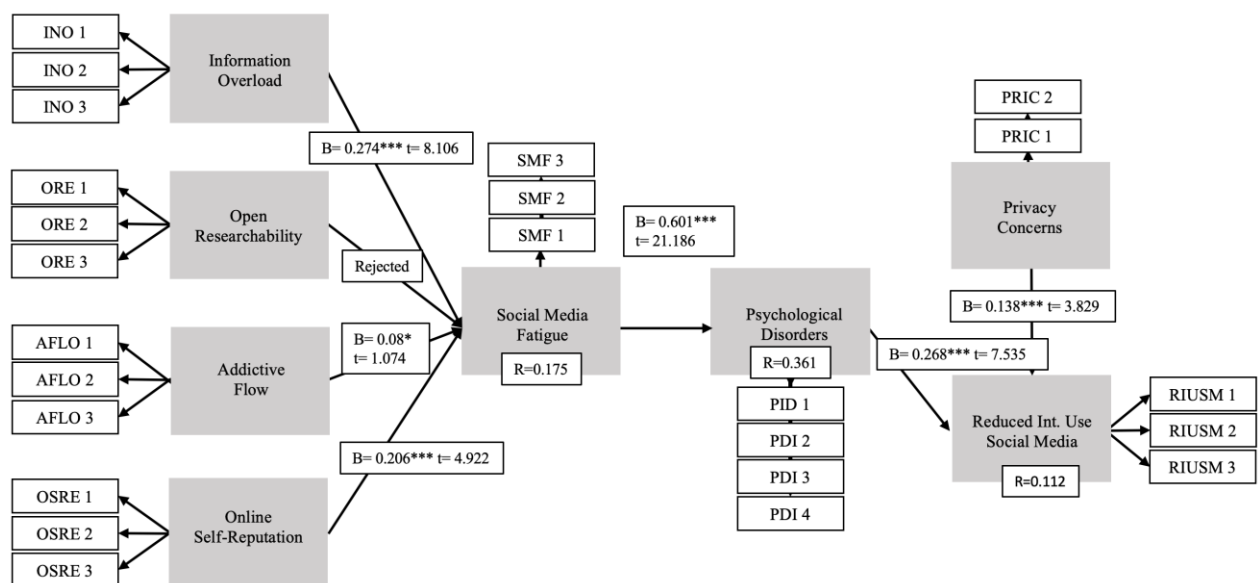 INO 1
INO 2
INO 3
Information
Overload
B= 0.274*** t= 8.106
ORE 1
ORE 2
ORE 3
Open
Researchability
Rejected
AFLO 1
AFLO 2
AFLO 3
Addictive
Flow
B= 0.08*
t= 1.074
OSRE 1
OSRE 2
OSRE 3
Online
Self-Reputation
B= 0.206*** t= 4.922
SMF 3
SMF 2
SMF 1
Social Media
Fatigue
R=0.175
B= 0.601***
t= 21.186
Psychological
Disorders
R=0.361
PID 1
PDI 2
PDI 3
PDI 4
PRIC 2
PRIC 1
Privacy
Concerns
B= 0.138*** t= 3.829
B= 0.268*** t= 7.535
Reduced Int. Use
Social Media
R=0.112
RIUSM 1
RIUSM 2
RIUSM 3